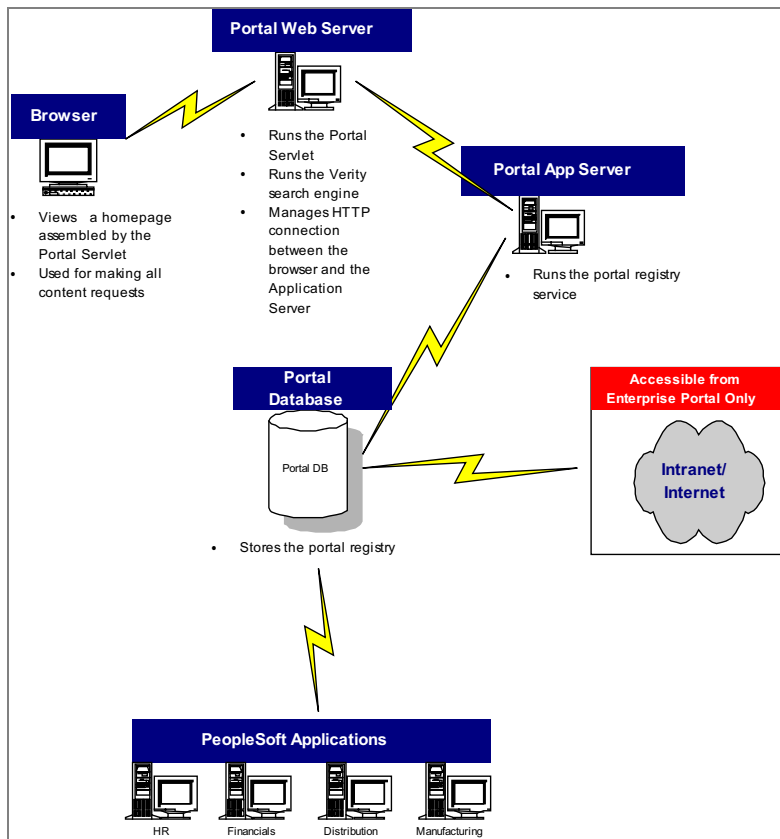 Portal Web Server
Browser
• Runs the Portal
Servlet
• Runs the Verity
search engine
• Manages HTTP
connection
between the
browser and the
Application
Server
Portal App Server
• Views a homepage
assembled by the
Portal Servlet
• Used for making all
content requests
• Runs the portal registry
service
Portal
Database
Accessible from
Enterprise Portal Only
Portal DB
Intranet/
Internet
• Stores the portal registry
PeopleSoft Applications
HR
Financials
Distribution
Manufacturing